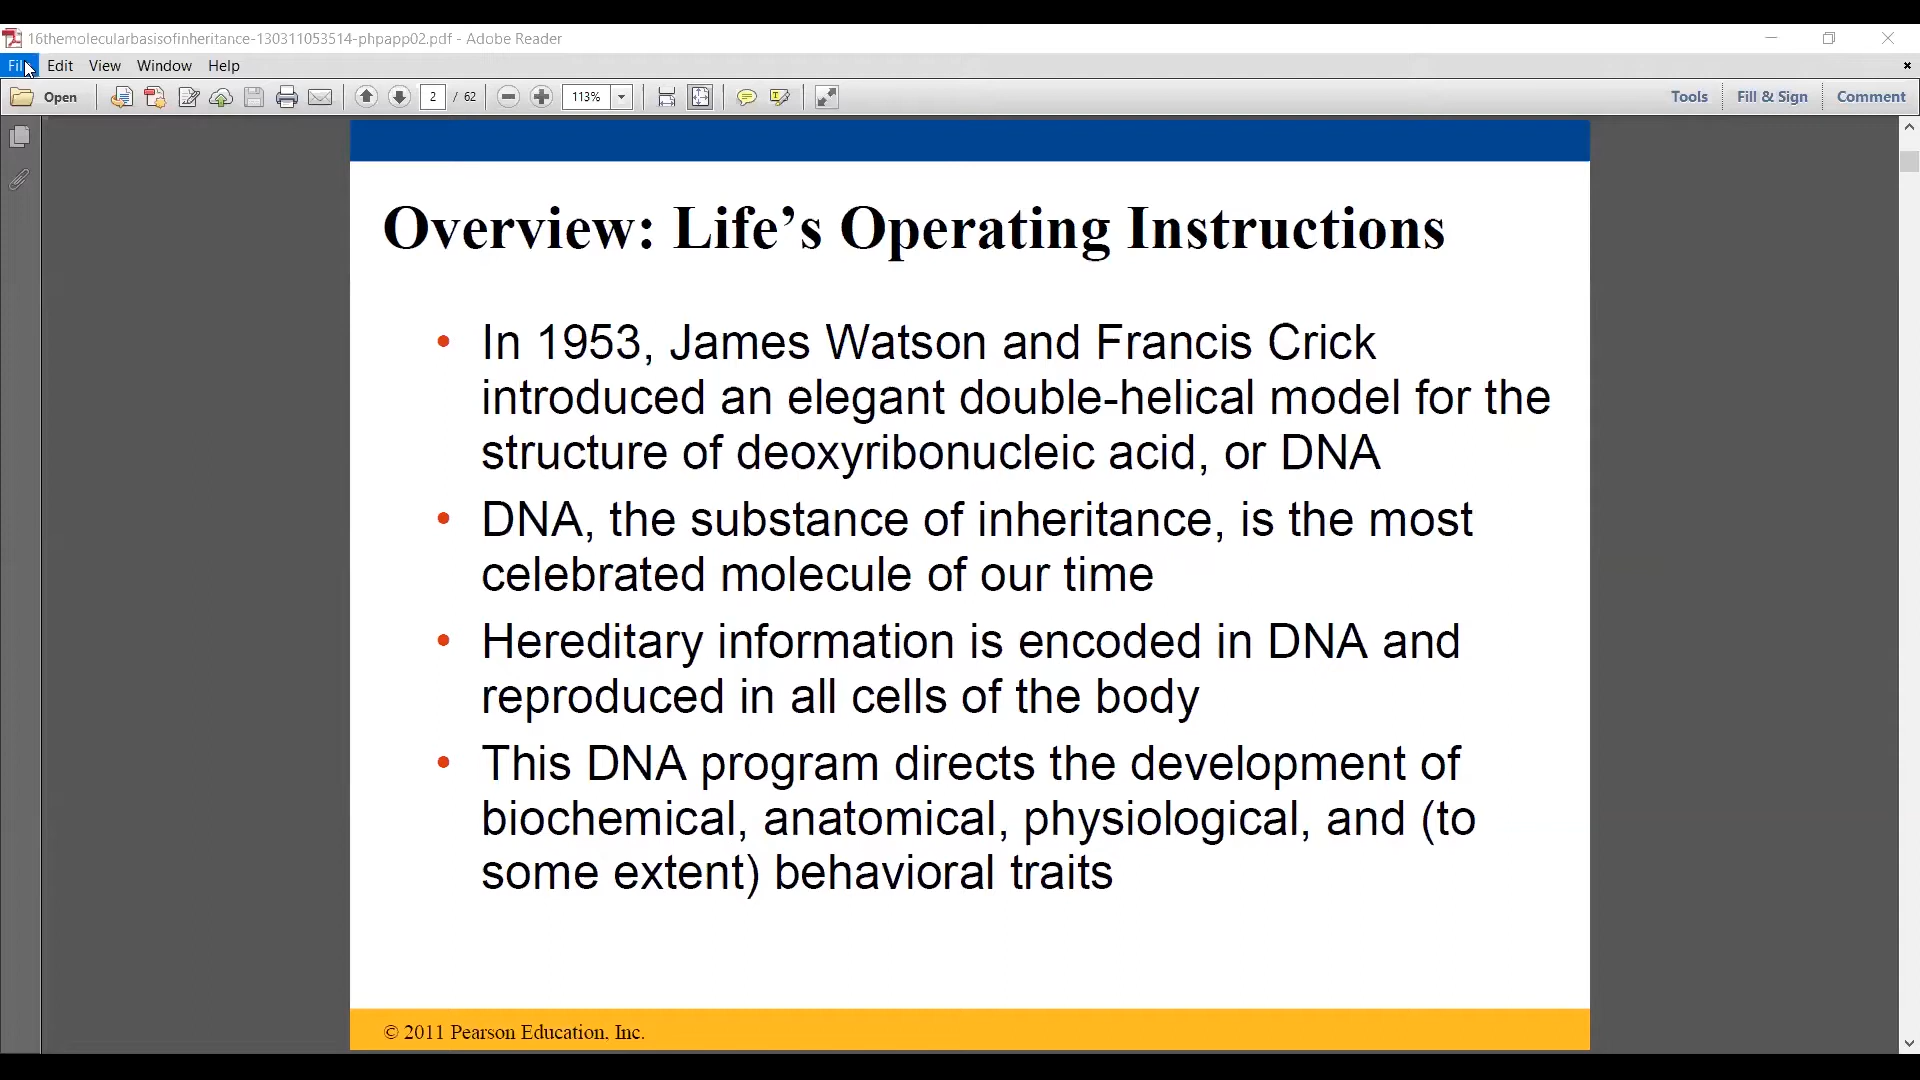 16themolecularbasisofinheritance-130311053514-phpapp02.pdf - Adobe Reader
File Edit View Window Help
Open 2 / 62 113% Tools Fill & Sign Comment
Overview: Life’s Operating Instructions
• In 1953, James Watson and Francis Crick
introduced an elegant double-helical model for the
structure of deoxyribonucleic acid, or DNA
• DNA, the substance of inheritance, is the most
celebrated molecule of our time
• Hereditary information is encoded in DNA and
reproduced in all cells of the body
• This DNA program directs the development of
biochemical, anatomical, physiological, and (to
some extent) behavioral traits
© 2011 Pearson Education, Inc.